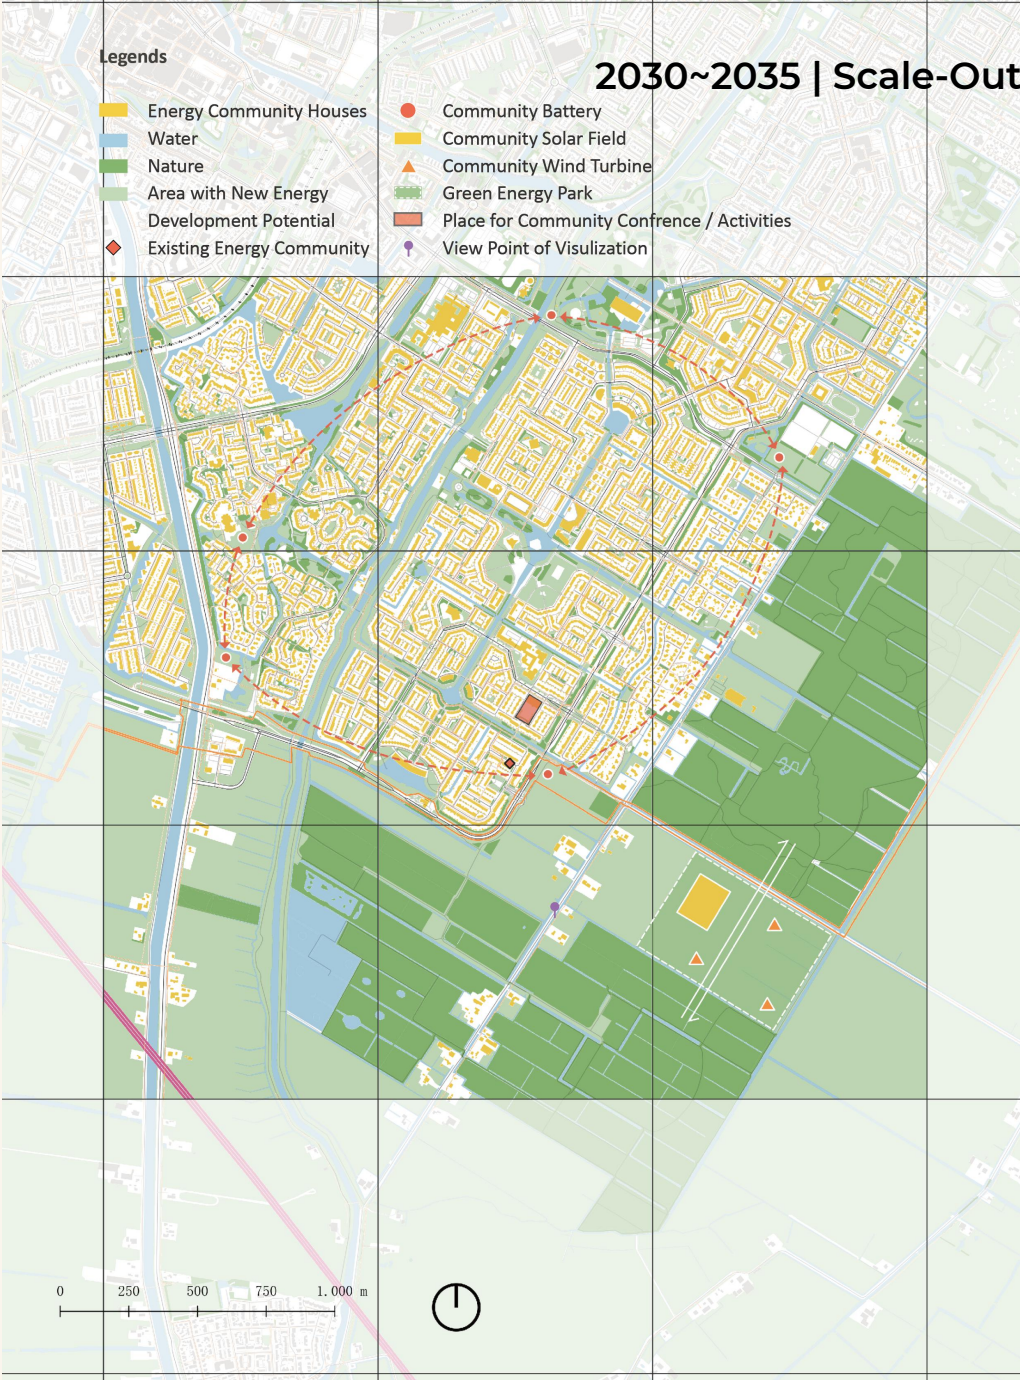 Legends
2030~2035 | Scale-Out
Energy Community Houses
Water
Nature
Area with New Energy
Development Potential
Existing Energy Community
Community Battery
Community Solar Field
Community Wind Turbine
Green Energy Park
Place for Community Confrence / Activities
View Point of Visulization
0 250 500 750 1.000 m